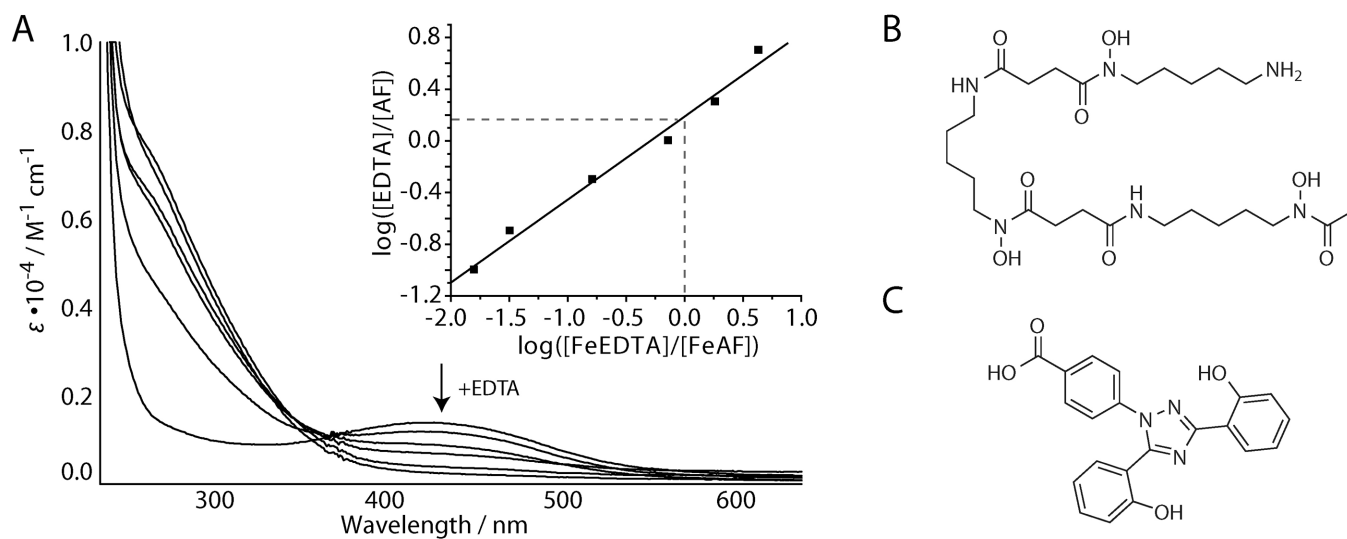 A
ε •10⁻⁴ / M⁻¹ cm⁻¹
1.0
0.8
0.6
0.4
0.2
0.0
300
400
500
600
Wavelength / nm
+EDTA
log([EDTA]/[AF])
0.8
0.4
0.0
-0.4
-0.8
-1.2
-2.0
-1.5
-1.0
-0.5
0.0
0.5
1.0
log([FeEDTA]/[FeAF])
B
O
OH
HN
N
NH₂
O
O
H
N
OH
N
N
OH
O
O
C
O
HO
HO
N
N
N
OH